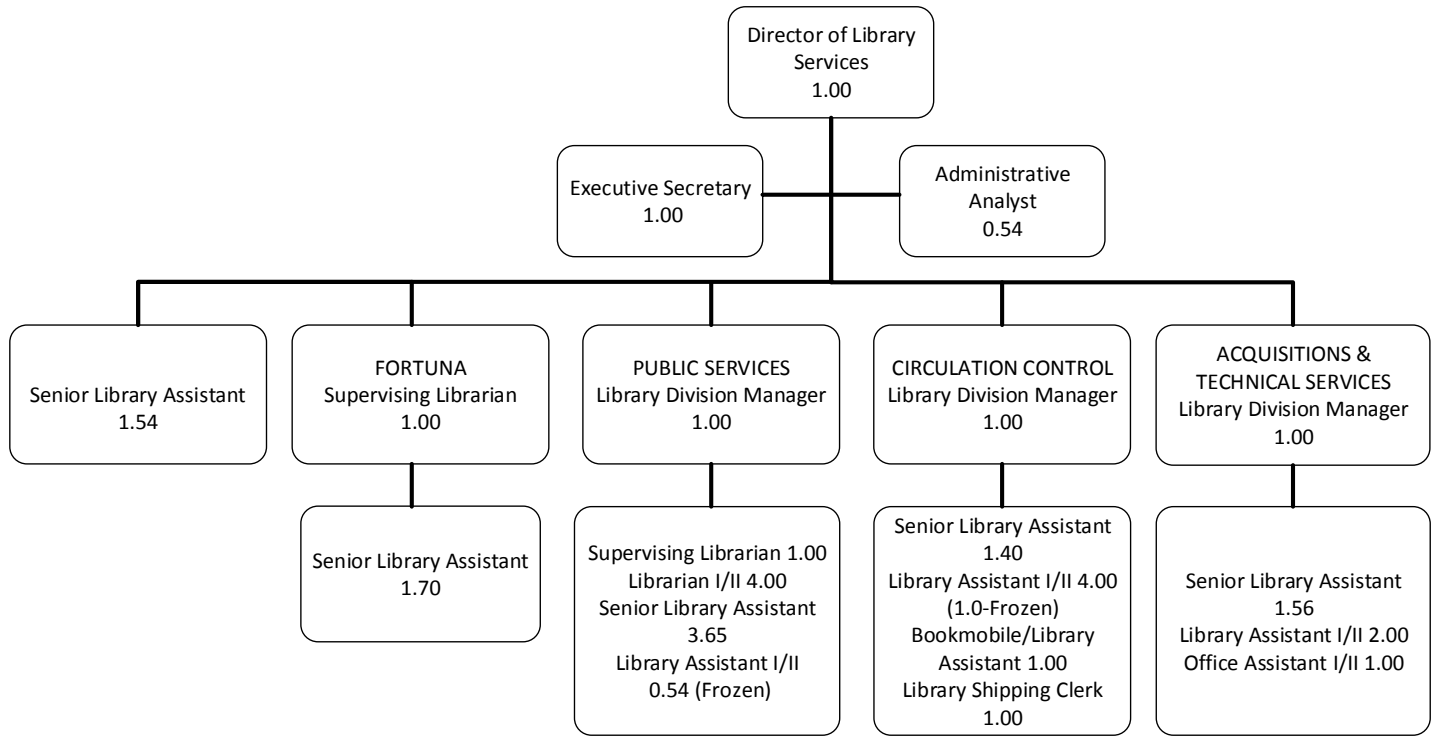 Director of Library
Services
1.00
Executive Secretary
1.00
Administrative
Analyst
0.54
Senior Library Assistant
1.54
FORTUNA
Supervising Librarian
1.00
PUBLIC SERVICES
Library Division Manager
1.00
CIRCULATION CONTROL
Library Division Manager
1.00
ACQUISITIONS &
TECHNICAL SERVICES
Library Division Manager
1.00
Senior Library Assistant
1.70
Supervising Librarian 1.00
Librarian I/II 4.00
Senior Library Assistant
3.65
Library Assistant I/II
0.54 (Frozen)
Senior Library Assistant
1.40
Library Assistant I/II 4.00
(1.0-Frozen)
Bookmobile/Library
Assistant 1.00
Library Shipping Clerk
1.00
Senior Library Assistant
1.56
Library Assistant I/II 2.00
Office Assistant I/II 1.00